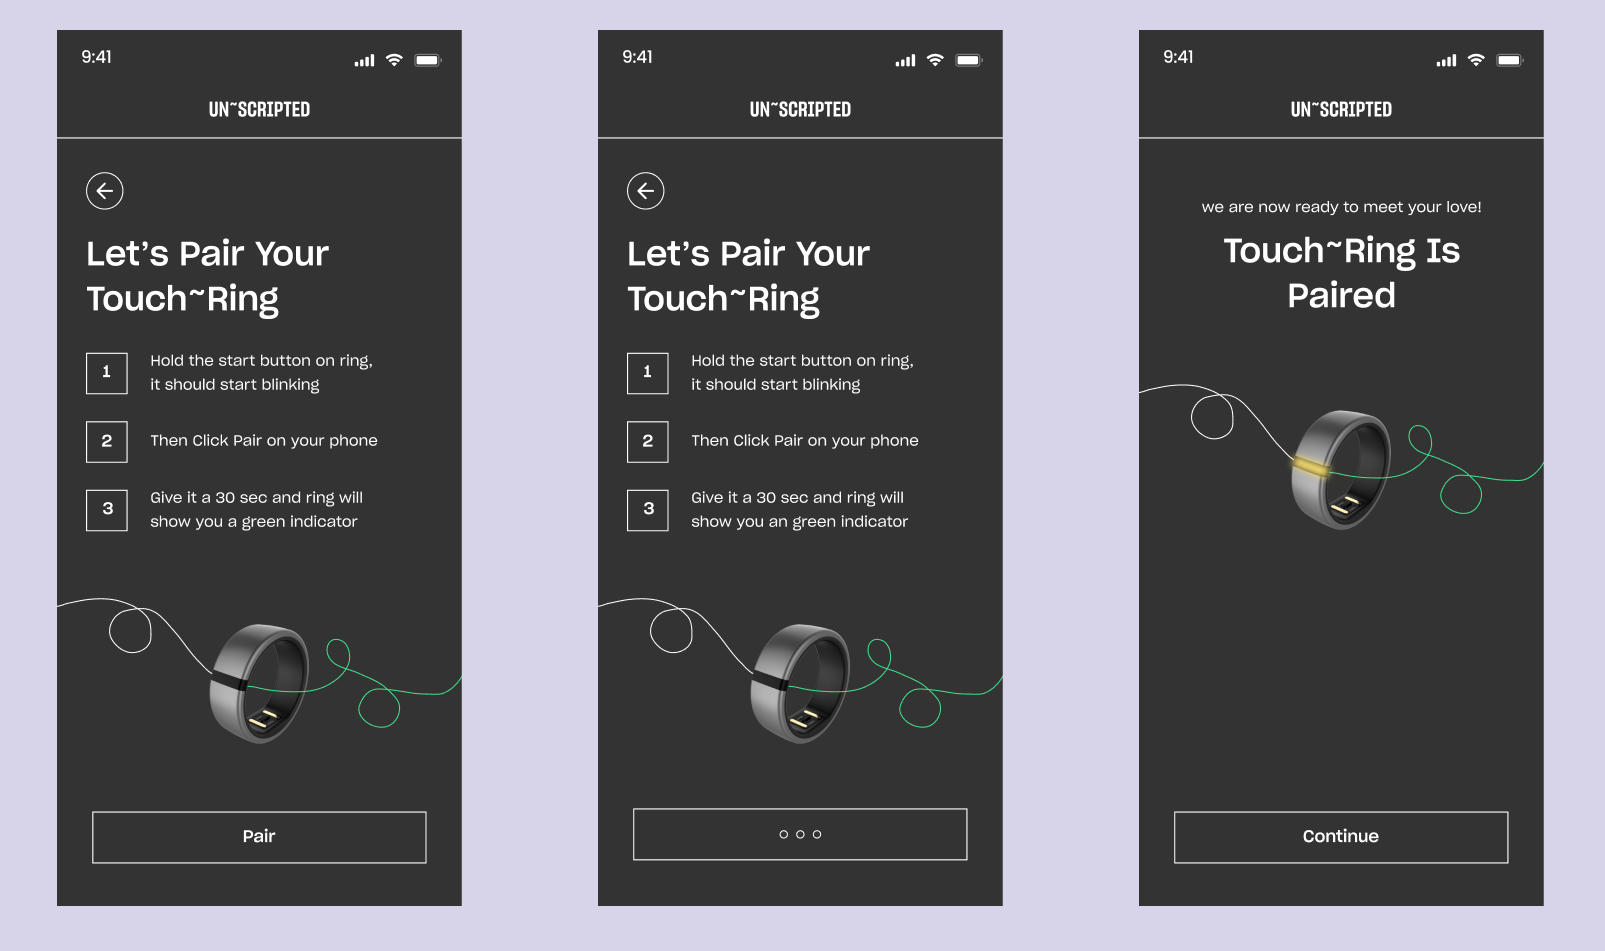 9:41
UN~SCRIPTED
Let's Pair Your
Touch~Ring
1
Hold the start button on ring,
it should start blinking
2
Then Click Pair on your phone
3
Give it a 30 sec and ring will
show you a green indicator
Pair
9:41
UN~SCRIPTED
Let's Pair Your
Touch~Ring
1
Hold the start button on ring,
it should start blinking
2
Then Click Pair on your phone
3
Give it a 30 sec and ring will
show you an green indicator
9:41
UN~SCRIPTED
we are now ready to meet your love!
Touch~Ring Is
Paired
Continue